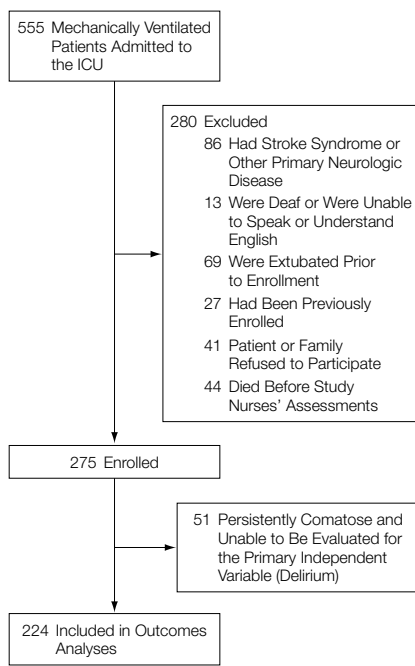 555 Mechanically Ventilated
Patients Admitted to
the ICU
280 Excluded
86 Had Stroke Syndrome or
Other Primary Neurologic
Disease
13 Were Deaf or Were Unable
to Speak or Understand
English
69 Were Extubated Prior
to Enrollment
27 Had Been Previously
Enrolled
41 Patient or Family
Refused to Participate
44 Died Before Study
Nurses' Assessments
275 Enrolled
51 Persistently Comatose and
Unable to Be Evaluated for
the Primary Independent
Variable (Delirium)
224 Included in Outcomes
Analyses